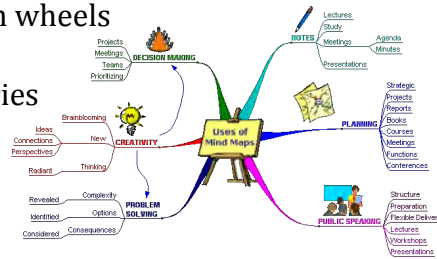 wheels
Uses of
Mind Maps
NOTES
Lectures
Study
Meetings
Agenda
Minutes
Presentations
PLANNING
Strategic
Projects
Reports
Books
Courses
Meetings
Functions
Conferences
PUBLIC SPEAKING
Structure
Preparation
Flexible Deliver
Lectures
Workshops
Presentations
DECISION MAKING
Projects
Meetings
Teams
Prioritizing
CREATIVITY
Brainblooming
New
Ideas
Connections
Perspectives
Thinking
Radiant
PROBLEM
SOLVING
Complexity
Revealed
Options
Identified
Consequences
Considered